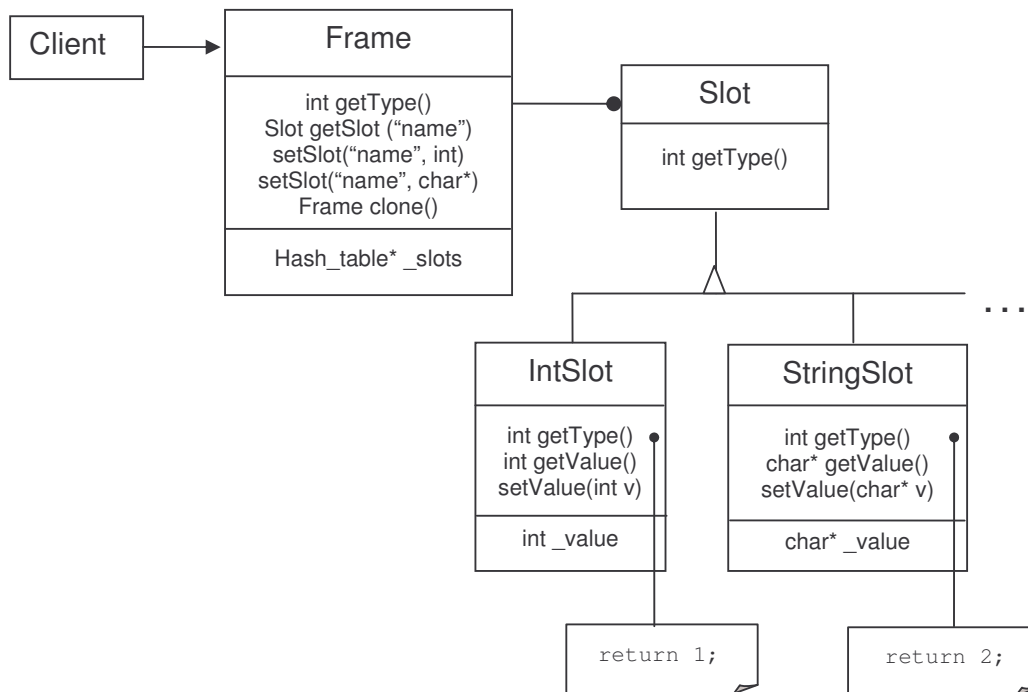 Client
Frame
int getType()
Slot getSlot (“name”)
setSlot(“name”, int)
setSlot(“name”, char*)
Frame clone()
Hash_table* _slots
Slot
int getType()
...
IntSlot
int getType()
int getValue()
setValue(int v)
int _value
StringSlot
int getType()
char* getValue()
setValue(char* v)
char* _value
return 1;
return 2;